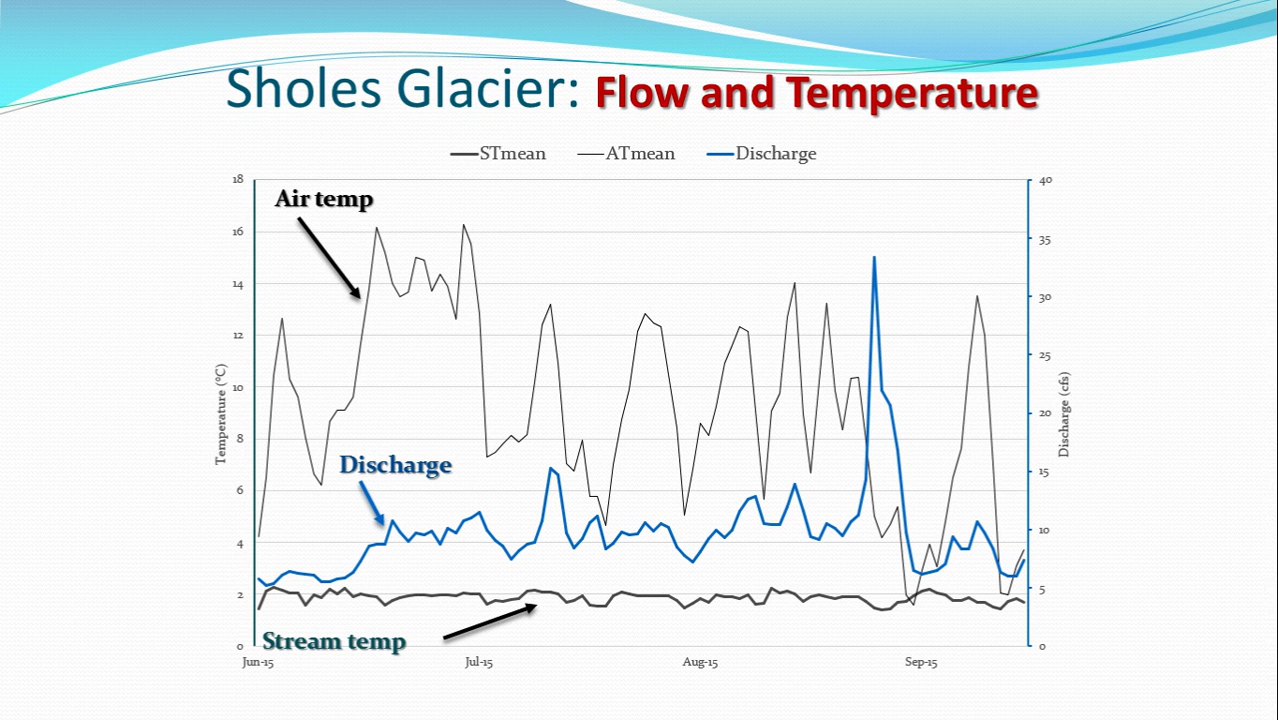 Sholes Glacier: Flow and Temperature
STmean ATmean Discharge
18
16
14
12
10
8
6
4
2
0
Temperature (°C)
40
35
30
25
20
15
10
5
0
Discharge (cfs)
Air temp
Discharge
Stream temp
Jun-15 Jul-15 Aug-15 Sep-15